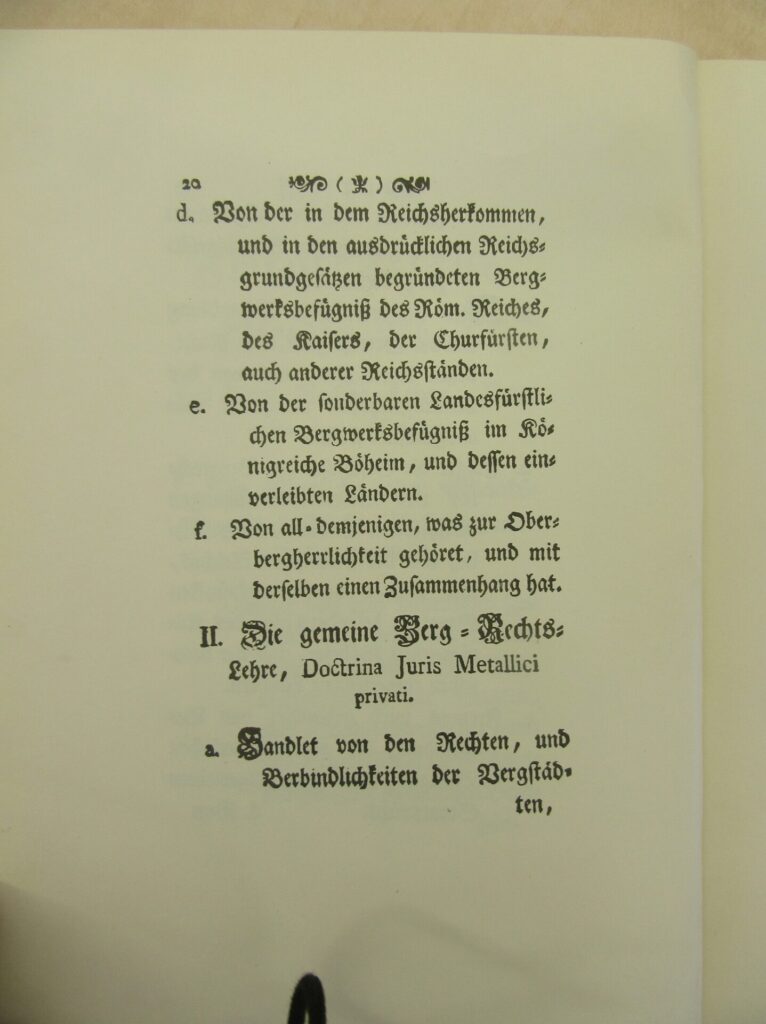 20 ( )
d. Von der in dem Reichsherkommen,
und in den ausdrücklichen Reichs-
grundgesätzen begründeten Berg-
werksbefügniß des Röm. Reiches,
des Kaisers, der Churfürsten,
auch anderer Reichsständen.
e. Von der sonderbaren Landesfürstli-
chen Bergwerksbefügniß im Kö-
nigreiche Böheim, und dessen ein-
verleibten Ländern.
f. Von all-demjenigen, was zur Ober-
bergherrlichkeit gehöret, und mit
derselben einen Zusammenhang hat.
II. Die gemeine Berg-Rechts-
Lehre, Doctrina Juris Metallici
privati.
a. Handlet von den Rechten, und
Verbindlichkeiten der Bergstäd-
ten,